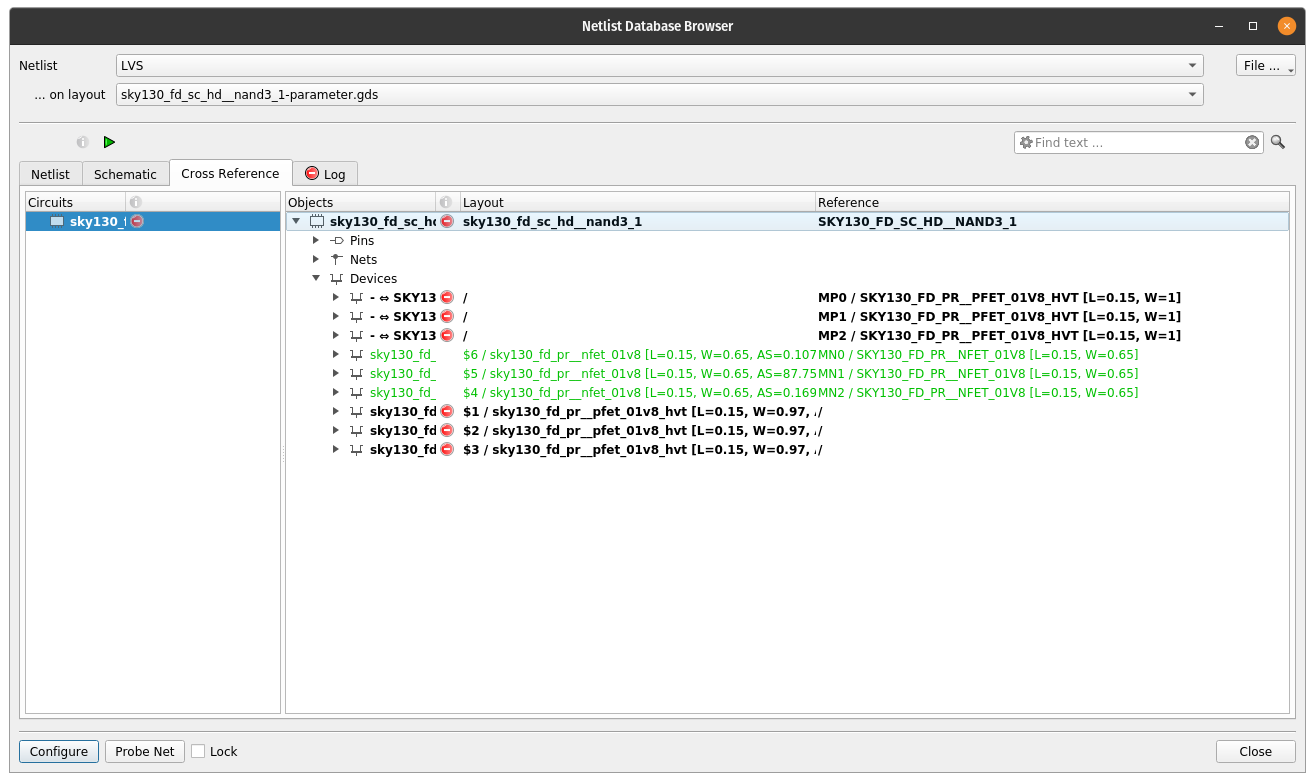 Netlist Database Browser
Netlist LVS File ...
... on layout sky130_fd_sc_hd__nand3_1-parameter.gds
Find text ...
Netlist Schematic Cross Reference Log
Circuits Objects Layout Reference
sky130_f sky130_fd_sc_hd sky130_fd_sc_hd__nand3_1 SKY130_FD_SC_HD__NAND3_1
Pins
Nets
Devices
- ⇔ SKY13 / MP0 / SKY130_FD_PR__PFET_01V8_HVT [L=0.15, W=1]
- ⇔ SKY13 / MP1 / SKY130_FD_PR__PFET_01V8_HVT [L=0.15, W=1]
- ⇔ SKY13 / MP2 / SKY130_FD_PR__PFET_01V8_HVT [L=0.15, W=1]
sky130_fd_ $6 / sky130_fd_pr__nfet_01v8 [L=0.15, W=0.65, AS=0.107 MN0 / SKY130_FD_PR__NFET_01V8 [L=0.15, W=0.65]
sky130_fd_ $5 / sky130_fd_pr__nfet_01v8 [L=0.15, W=0.65, AS=87.75 MN1 / SKY130_FD_PR__NFET_01V8 [L=0.15, W=0.65]
sky130_fd_ $4 / sky130_fd_pr__nfet_01v8 [L=0.15, W=0.65, AS=0.169 MN2 / SKY130_FD_PR__NFET_01V8 [L=0.15, W=0.65]
sky130_fd $1 / sky130_fd_pr__pfet_01v8_hvt [L=0.15, W=0.97, /
sky130_fd $2 / sky130_fd_pr__pfet_01v8_hvt [L=0.15, W=0.97, /
sky130_fd $3 / sky130_fd_pr__pfet_01v8_hvt [L=0.15, W=0.97, /
Configure Probe Net Lock Close